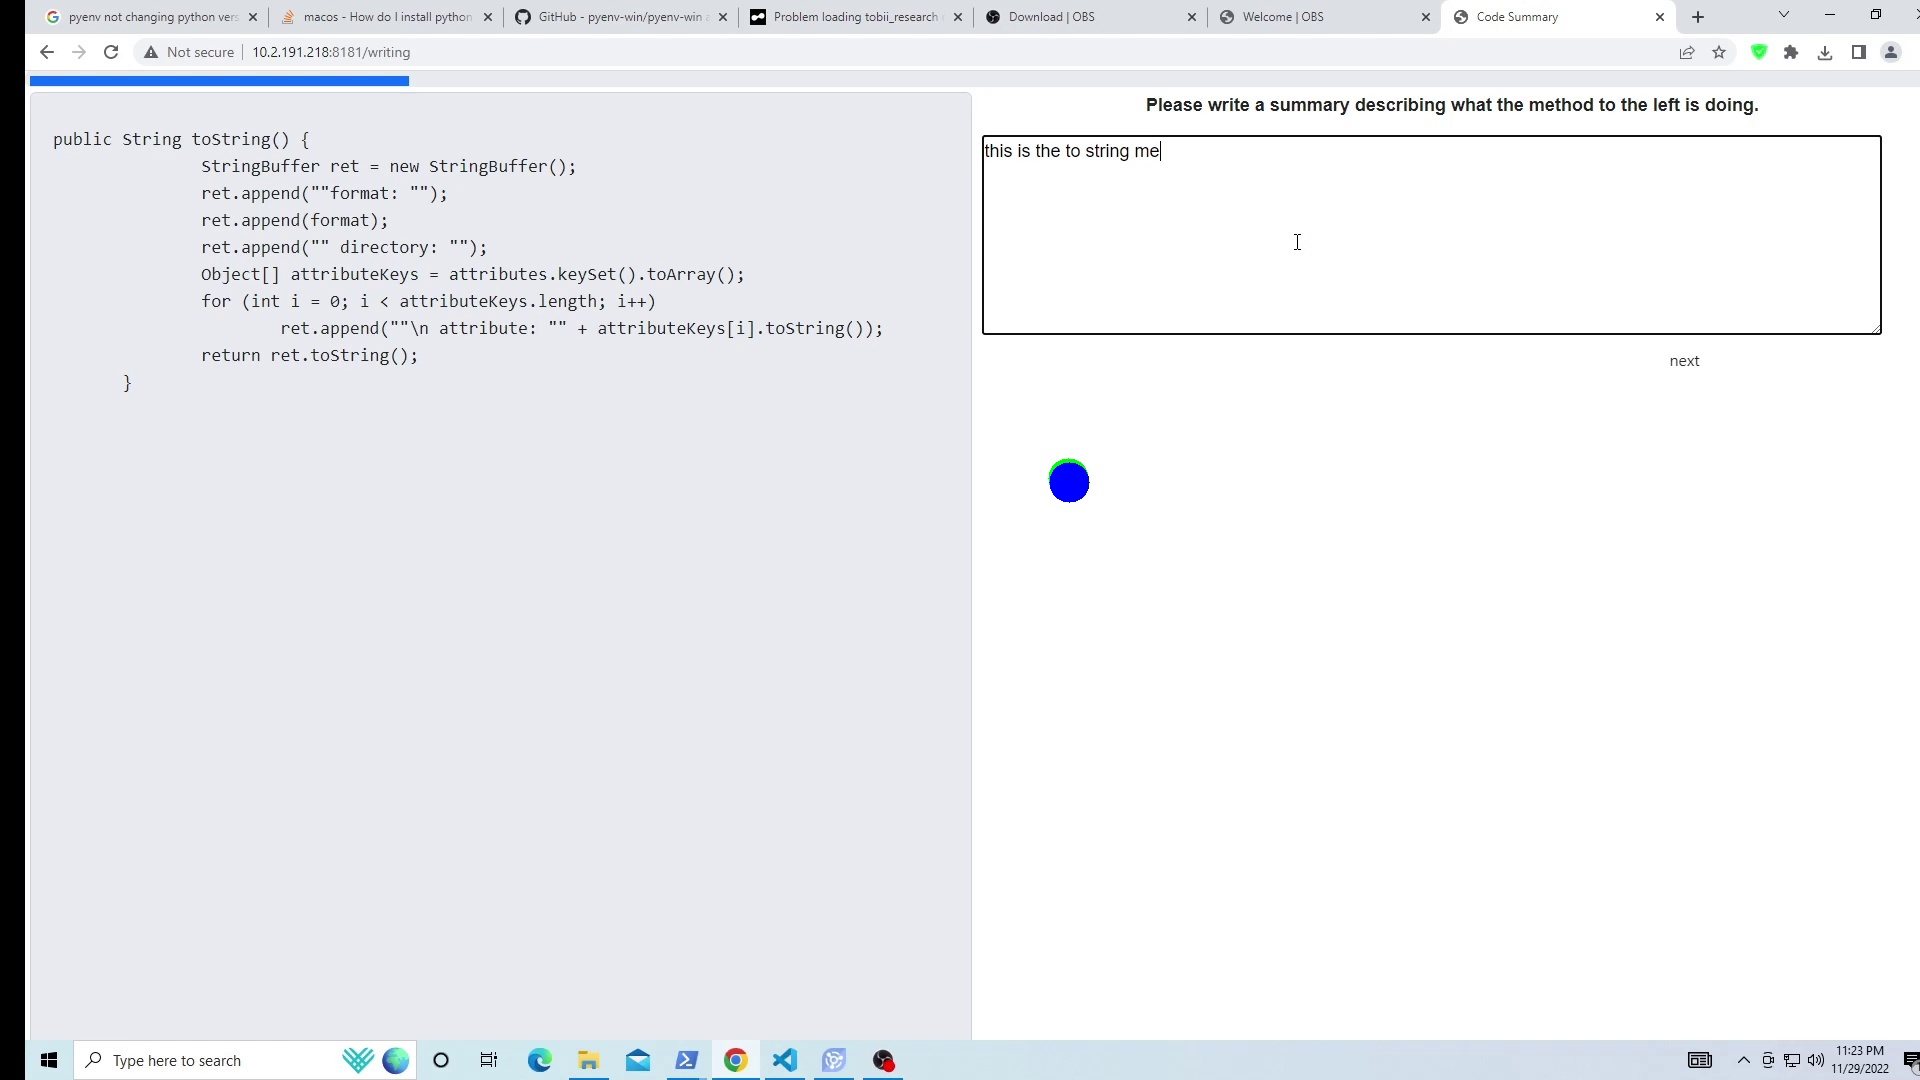 pyenv not changing python vers
macos - How do I install python
GitHub - pyenv-win/pyenv-win
Problem loading tobii_research
Download | OBS
Welcome | OBS
Code Summary
Not secure
10.2.191.218:8181/writing
public String toString() {
StringBuffer ret = new StringBuffer();
ret.append(""format: "");
ret.append(format);
ret.append("" directory: "");
Object[] attributeKeys = attributes.keySet().toArray();
for (int i = 0; i < attributeKeys.length; i++)
ret.append(""\n attribute: "" + attributeKeys[i].toString());
return ret.toString();
}
Please write a summary describing what the method to the left is doing.
this is the to string me
next
Type here to search
11:23 PM
11/29/2022